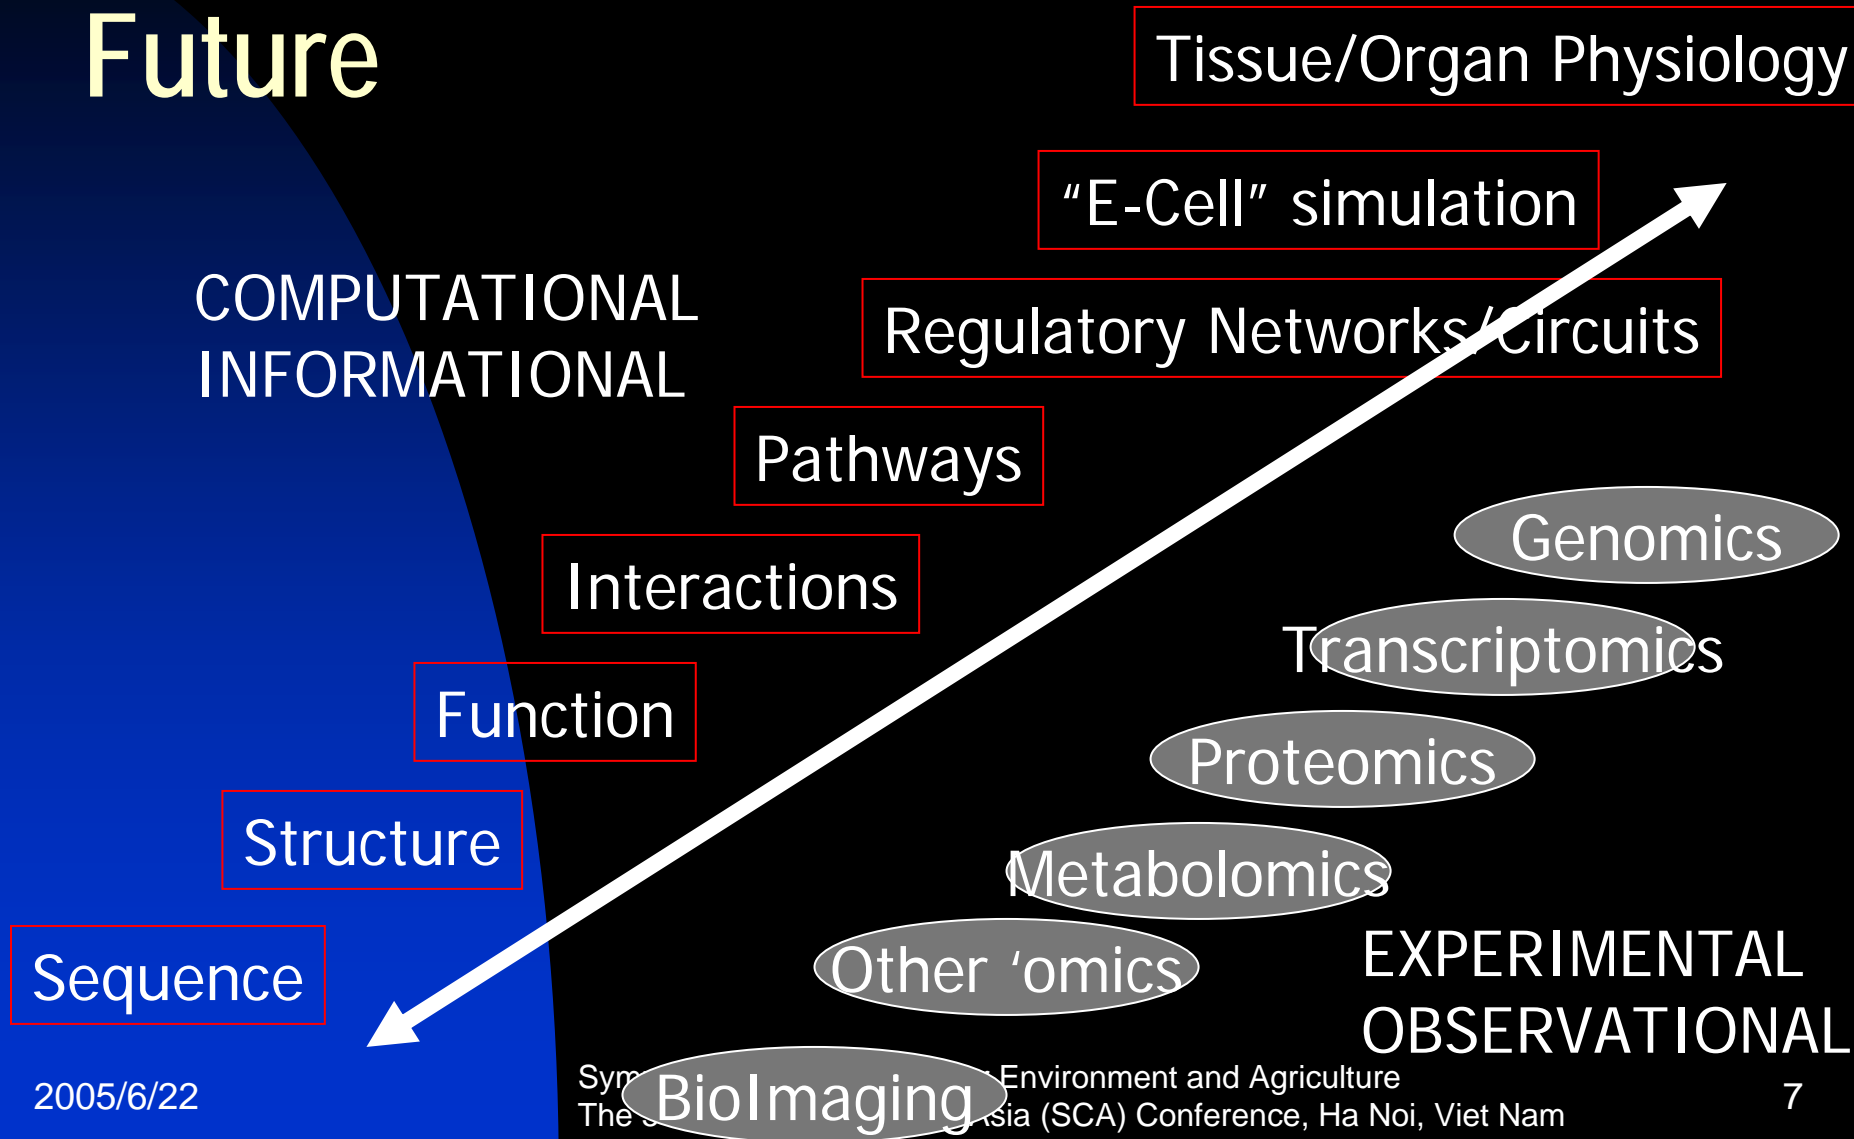 Future
Tissue/Organ Physiology
“E-Cell” simulation
COMPUTATIONAL
INFORMATIONAL
Regulatory Networks/Circuits
Pathways
Genomics
Interactions
Transcriptomics
Function
Proteomics
Structure
Metabolomics
Sequence
Other ‘omics
EXPERIMENTAL
OBSERVATIONAL
BioImaging
2005/6/22
Environment and Agriculture
The Asia (SCA) Conference, Ha Noi, Viet Nam
7